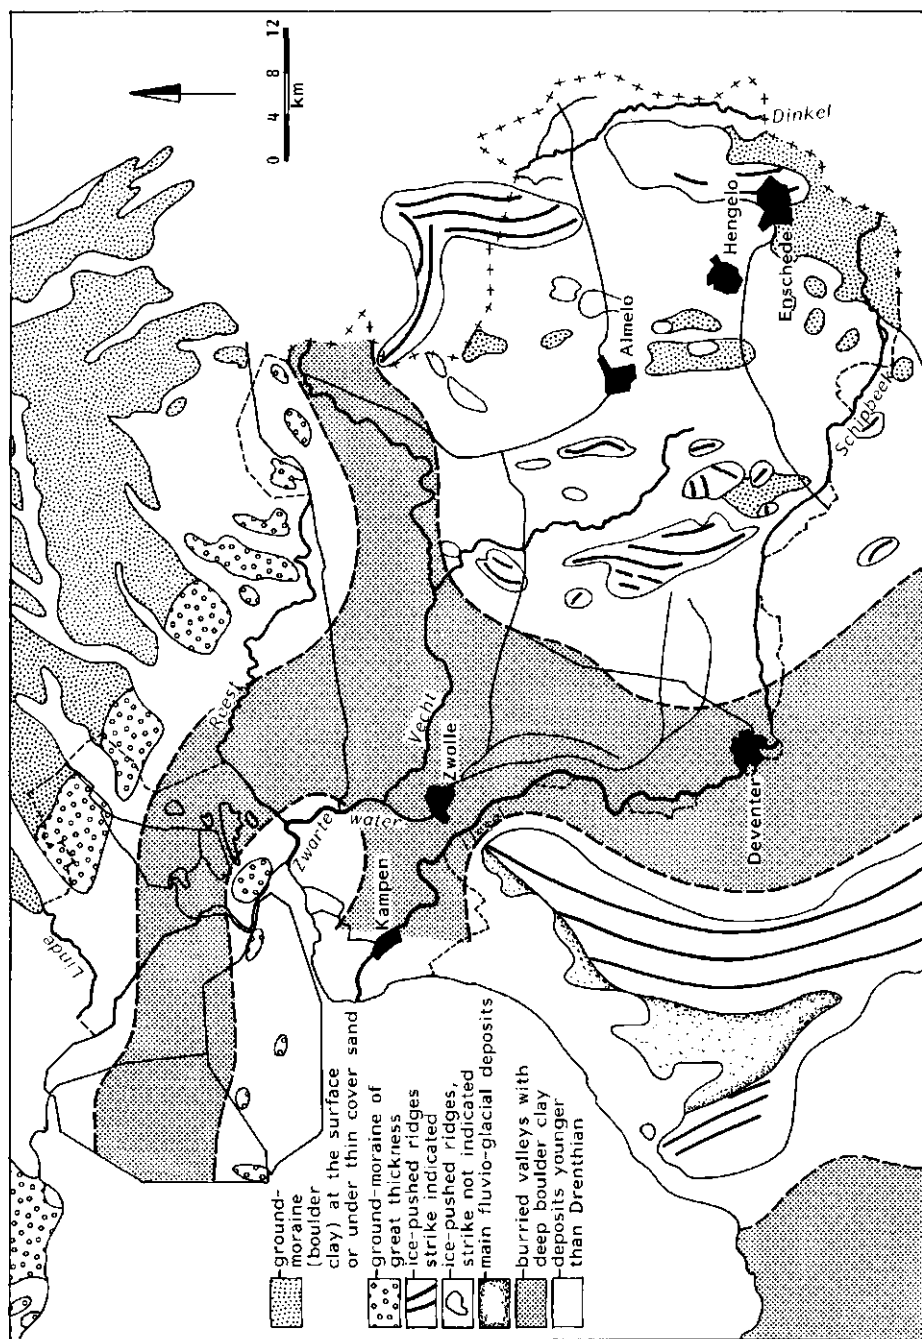 0 4 8 12
km
Linde
Reest
Zwarte
water
Vecht
Kampen
Zwolle
Deventer
Almelo
Hengelo
Enschede
Dinkel
Schipbeek
ground-
moraine
(boulder
clay) at the surface
or under thin cover sand
ground-moraine of
great thickness
ice-pushed ridges
strike indicated
ice-pushed ridges,
strike not indicated
main fluvio-glacial deposits
burried valleys with
deep boulder clay
deposits younger
than Drenthian